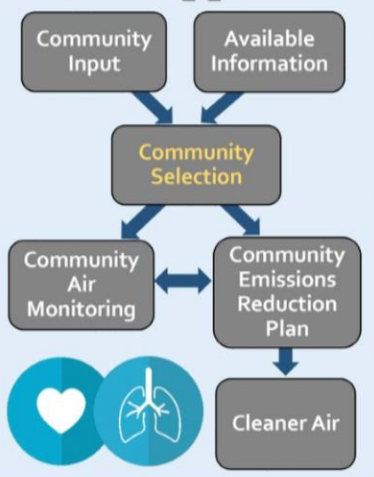 Community
Input
Available
Information
Community
Selection
Community
Air
Monitoring
Community
Emissions
Reduction
Plan
Cleaner Air